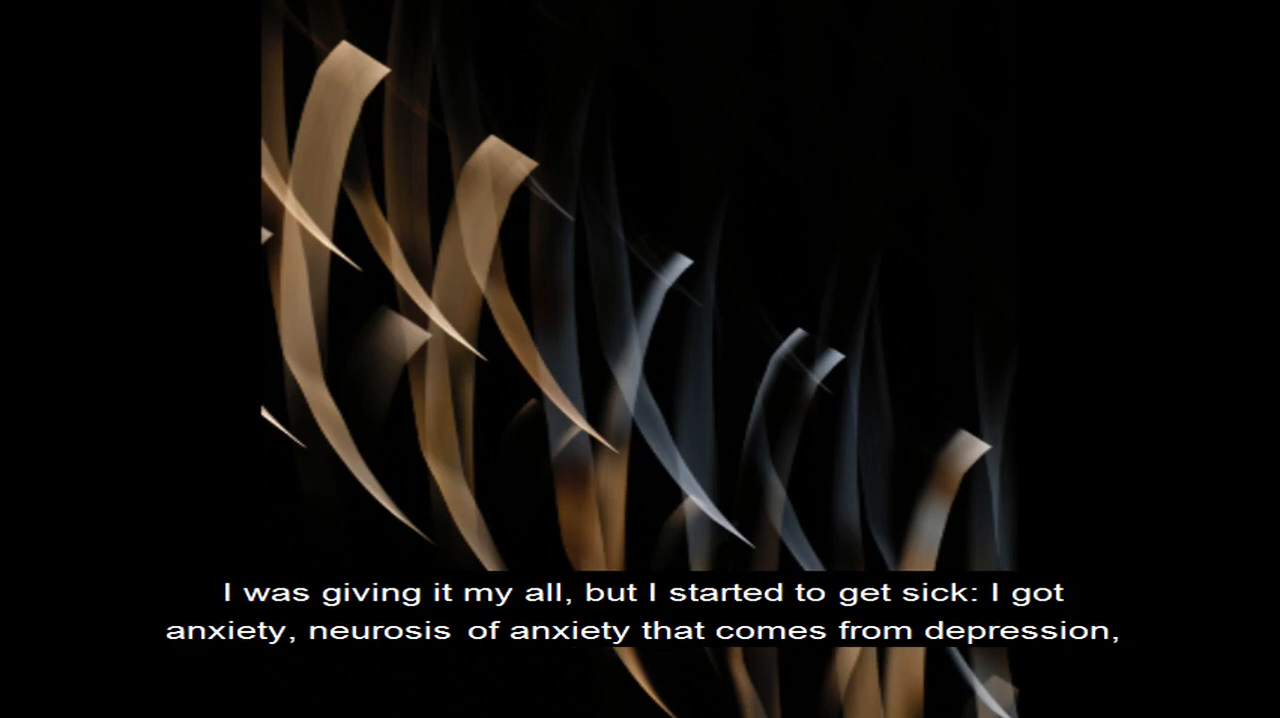 I was giving it my all, but I started to get sick: I got
anxiety, neurosis of anxiety that comes from depression,